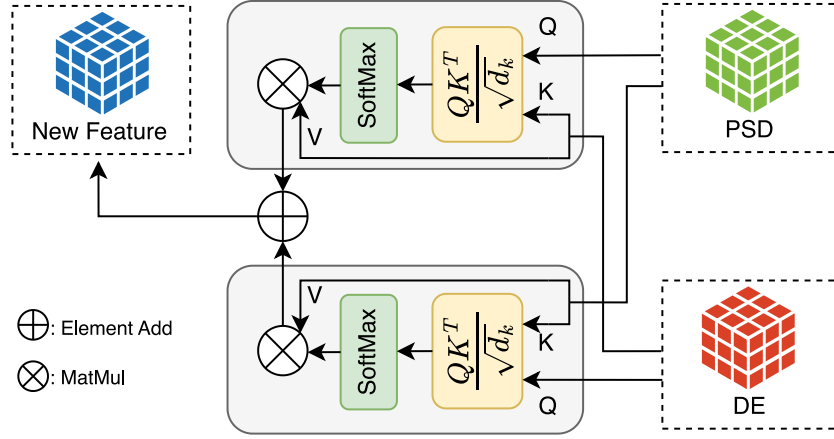 New Feature
V
SoftMax
QK^T
√d_k
Q
K
PSD
V
SoftMax
QK^T
√d_k
K
Q
DE
: Element Add
: MatMul